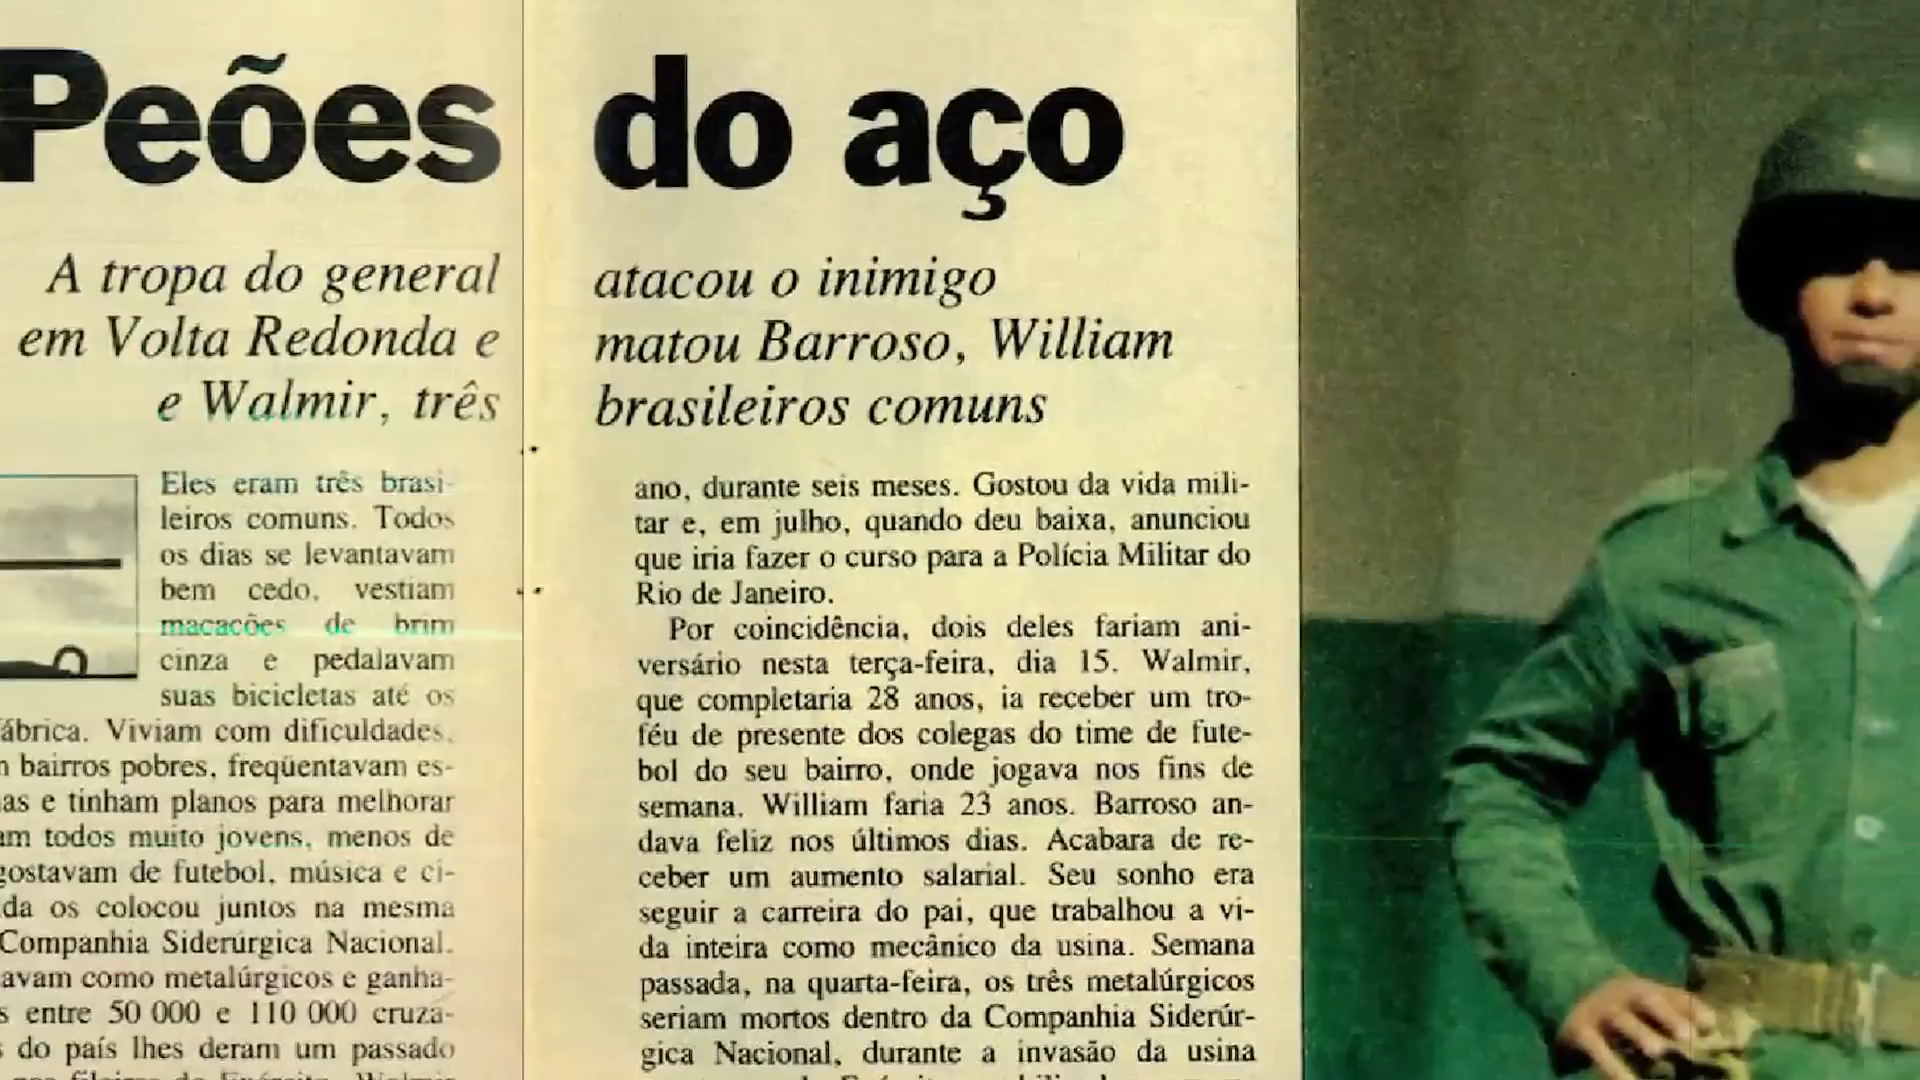 Peões do aço
A tropa do general atacou o inimigo
em Volta Redonda e matou Barroso, William
e Walmir, três brasileiros comuns
Eles eram três brasi-
leiros comuns. Todos
os dias se levantavam
bem cedo, vestiam
macacões de brim
cinza e pedalavam
suas bicicletas até os
fábrica. Viviam com dificuldades,
bairros pobres, freqüentavam es-
e tinham planos para melhorar
todos muito jovens, menos de
gostavam de futebol, música e ci-
os colocou juntos na mesma
Companhia Siderúrgica Nacional.
como metalúrgicos e ganha-
entre 50 000 e 110 000 cruza-
do país lhes deram um passado
ano, durante seis meses. Gostou da vida mili-
tar e, em julho, quando deu baixa, anunciou
que iria fazer o curso para a Polícia Militar do
Rio de Janeiro.
Por coincidência, dois deles fariam ani-
versário nesta terça-feira, dia 15. Walmir,
que completaria 28 anos, ia receber um tro-
féu de presente dos colegas do time de fute-
bol do seu bairro, onde jogava nos fins de
semana. William faria 23 anos. Barroso an-
dava feliz nos últimos dias. Acabara de re-
ceber um aumento salarial. Seu sonho era
seguir a carreira do pai, que trabalhou a vi-
da inteira como mecânico da usina. Semana
passada, na quarta-feira, os três metalúrgicos
seriam mortos dentro da Companhia Siderúr-
gica Nacional, durante a invasão da usina